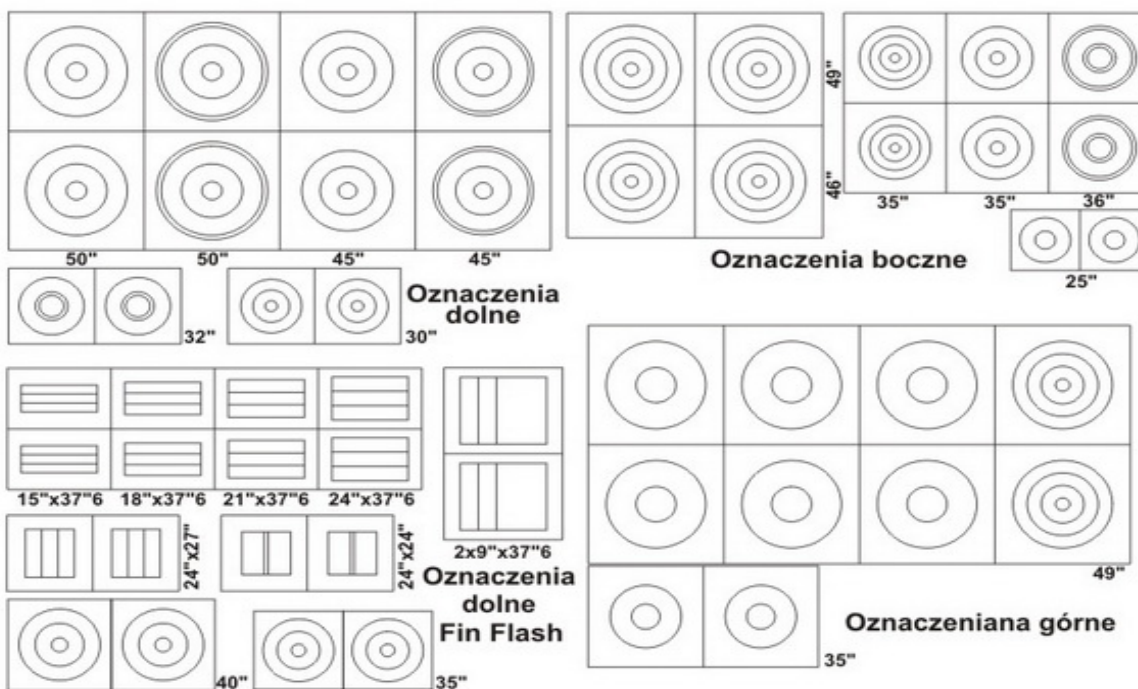 50"
50"
45"
45"
32"
30"
Oznaczenia
dolne
49"
46"
35"
35"
36"
Oznaczenia boczne
25"
15"x37"6
18"x37"6
21"x37"6
24"x37"6
2x9"x37"6
24"x27"
24"x24"
Oznaczenia
dolne
Fin Flash
40"
35"
49"
Oznaczeniana górne
35"